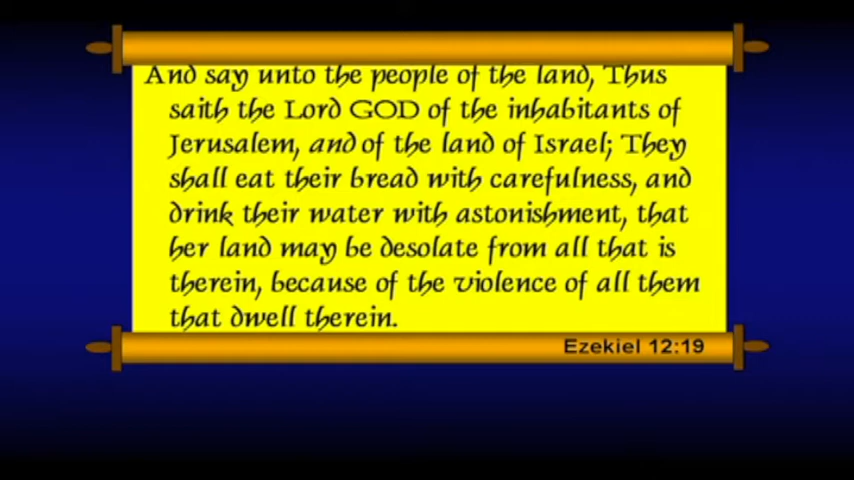 And say unto the people of the land, Thus
saith the Lord GOD of the inhabitants of
Jerusalem, and of the land of Israel; They
shall eat their bread with carefulness, and
drink their water with astonishment, that
her land may be desolate from all that is
therein, because of the violence of all them
that dwell therein.
Ezekiel 12:19